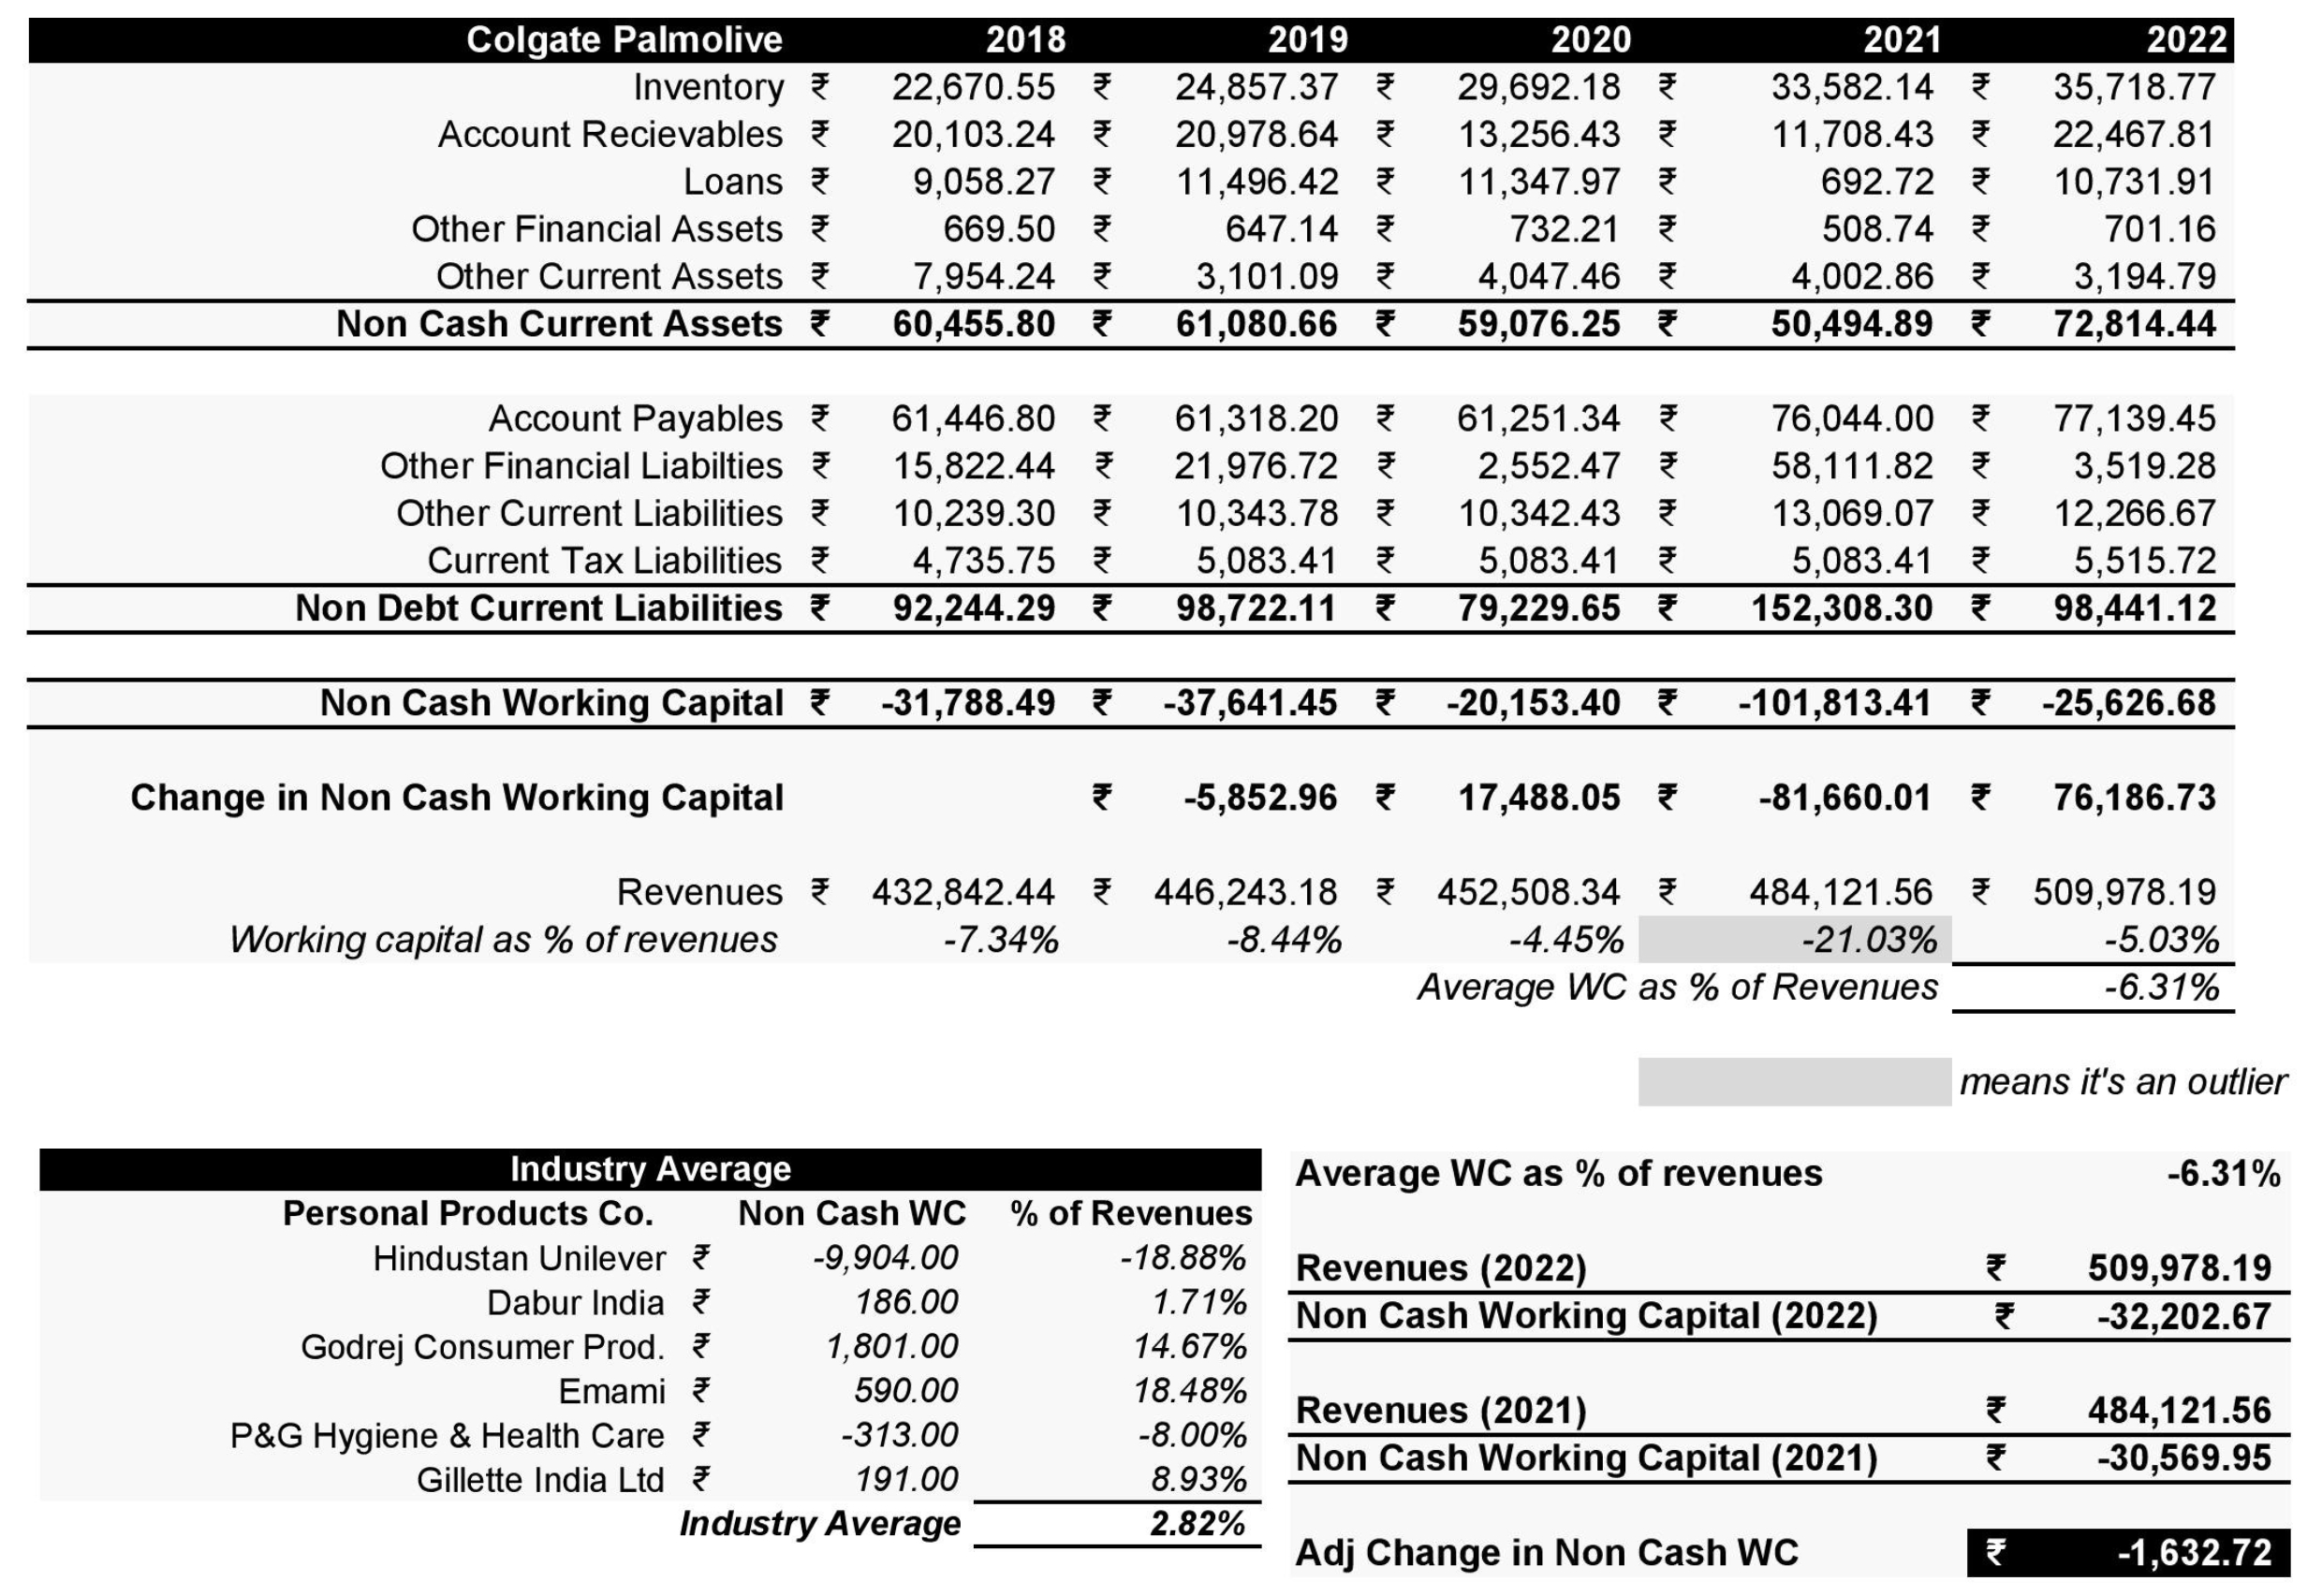 Colgate Palmolive 2018 2019 2020 2021 2022
Inventory ₹ 22,670.55 ₹ 24,857.37 ₹ 29,692.18 ₹ 33,582.14 ₹ 35,718.77
Account Recievables ₹ 20,103.24 ₹ 20,978.64 ₹ 13,256.43 ₹ 11,708.43 ₹ 22,467.81
Loans ₹ 9,058.27 ₹ 11,496.42 ₹ 11,347.97 ₹ 692.72 ₹ 10,731.91
Other Financial Assets ₹ 669.50 ₹ 647.14 ₹ 732.21 ₹ 508.74 ₹ 701.16
Other Current Assets ₹ 7,954.24 ₹ 3,101.09 ₹ 4,047.46 ₹ 4,002.86 ₹ 3,194.79
Non Cash Current Assets ₹ 60,455.80 ₹ 61,080.66 ₹ 59,076.25 ₹ 50,494.89 ₹ 72,814.44
Account Payables ₹ 61,446.80 ₹ 61,318.20 ₹ 61,251.34 ₹ 76,044.00 ₹ 77,139.45
Other Financial Liabilties ₹ 15,822.44 ₹ 21,976.72 ₹ 2,552.47 ₹ 58,111.82 ₹ 3,519.28
Other Current Liabilities ₹ 10,239.30 ₹ 10,343.78 ₹ 10,342.43 ₹ 13,069.07 ₹ 12,266.67
Current Tax Liabilities ₹ 4,735.75 ₹ 5,083.41 ₹ 5,083.41 ₹ 5,083.41 ₹ 5,515.72
Non Debt Current Liabilities ₹ 92,244.29 ₹ 98,722.11 ₹ 79,229.65 ₹ 152,308.30 ₹ 98,441.12
Non Cash Working Capital ₹ -31,788.49 ₹ -37,641.45 ₹ -20,153.40 ₹ -101,813.41 ₹ -25,626.68
Change in Non Cash Working Capital ₹ -5,852.96 ₹ 17,488.05 ₹ -81,660.01 ₹ 76,186.73
Revenues ₹ 432,842.44 ₹ 446,243.18 ₹ 452,508.34 ₹ 484,121.56 ₹ 509,978.19
Working capital as % of revenues -7.34% -8.44% -4.45% -21.03% -5.03%
Average WC as % of Revenues -6.31%
means it's an outlier
Industry Average
Personal Products Co. Non Cash WC % of Revenues
Hindustan Unilever ₹ -9,904.00 -18.88%
Dabur India ₹ 186.00 1.71%
Godrej Consumer Prod. ₹ 1,801.00 14.67%
Emami ₹ 590.00 18.48%
P&G Hygiene & Health Care ₹ -313.00 -8.00%
Gillette India Ltd ₹ 191.00 8.93%
Industry Average 2.82%
Average WC as % of revenues -6.31%
Revenues (2022) ₹ 509,978.19
Non Cash Working Capital (2022) ₹ -32,202.67
Revenues (2021) ₹ 484,121.56
Non Cash Working Capital (2021) ₹ -30,569.95
Adj Change in Non Cash WC ₹ -1,632.72